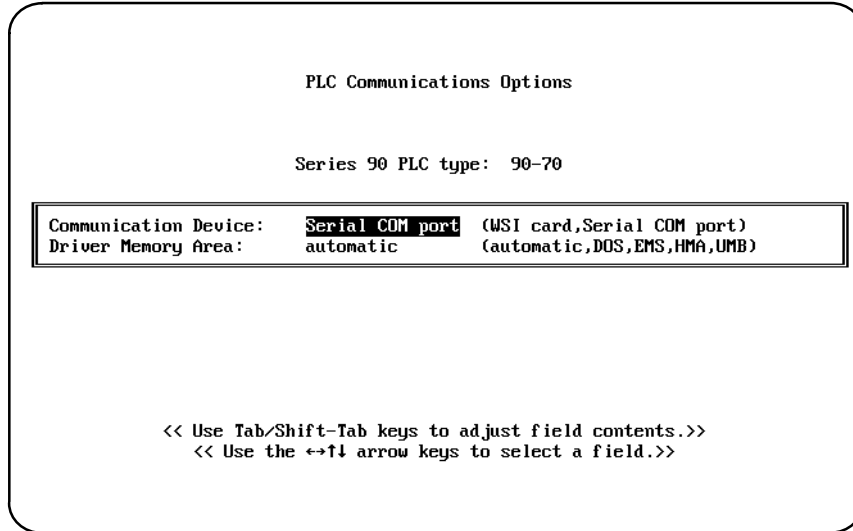 PLC Communications Options
Series 90 PLC type: 90-70
Communication Device: Serial COM port (WSI card,Serial COM port)
Driver Memory Area: automatic (automatic,DOS,EMS,HMA,UMB)
<< Use Tab/Shift-Tab keys to adjust field contents.>>
<< Use the ↔↑↓ arrow keys to select a field.>>